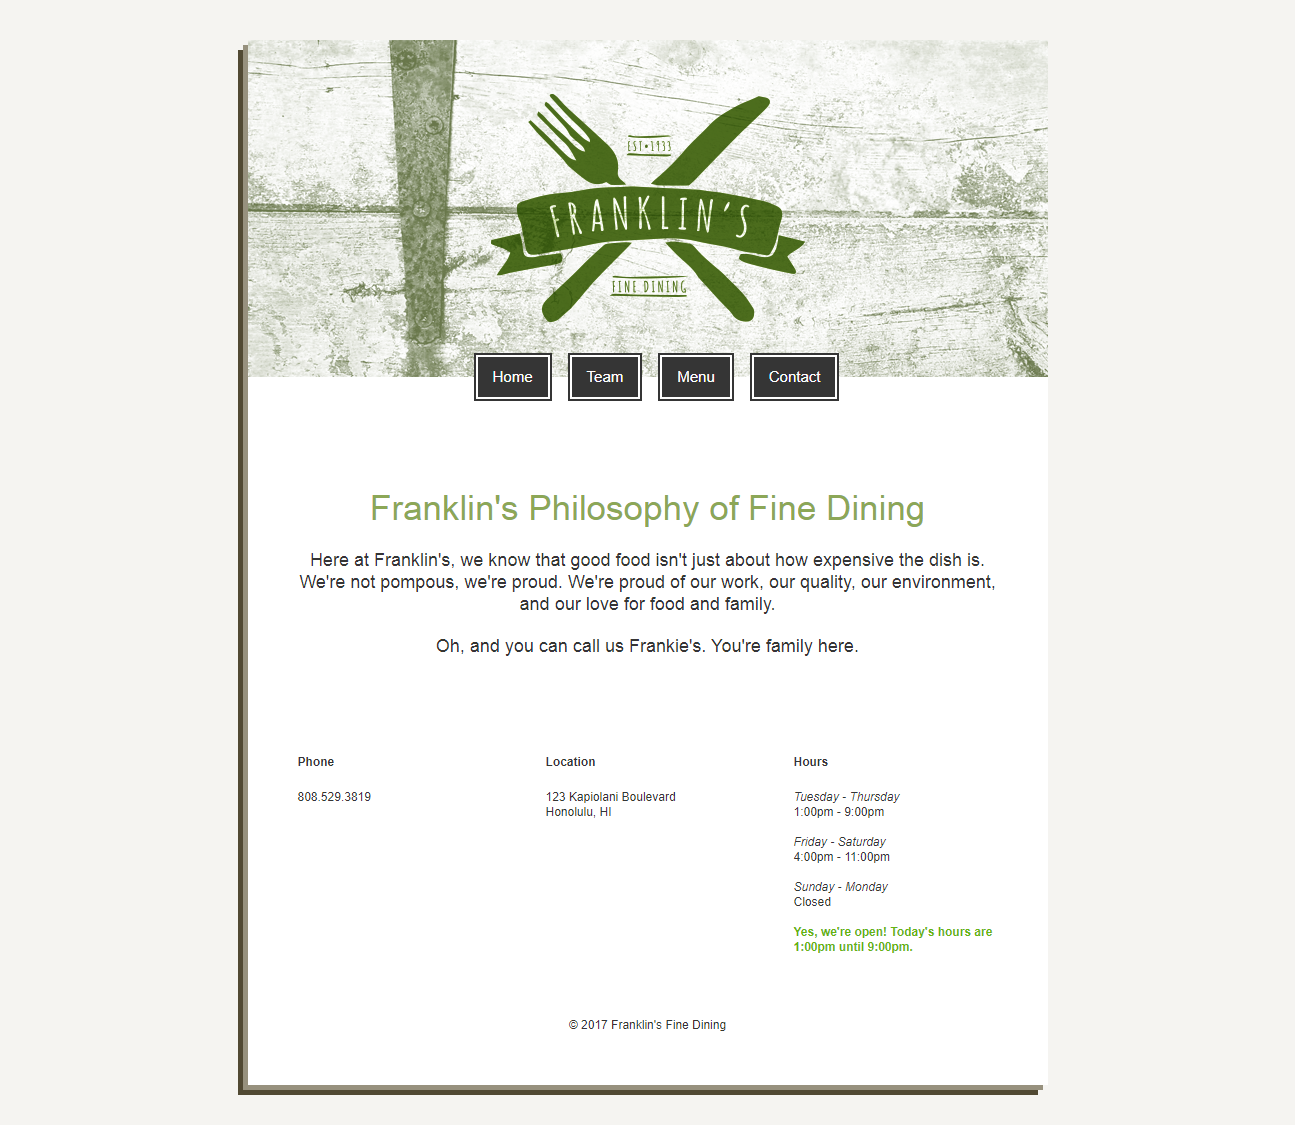 EST•1933
FRANKLIN'S
FINE DINING
Home Team Menu Contact
Franklin's Philosophy of Fine Dining
Here at Franklin's, we know that good food isn't just about how expensive the dish is.
We're not pompous, we're proud. We're proud of our work, our quality, our environment,
and our love for food and family.
Oh, and you can call us Frankie's. You're family here.
Phone
808.529.3819
Location
123 Kapiolani Boulevard
Honolulu, HI
Hours
Tuesday - Thursday
1:00pm - 9:00pm
Friday - Saturday
4:00pm - 11:00pm
Sunday - Monday
Closed
Yes, we're open! Today's hours are
1:00pm until 9:00pm.
© 2017 Franklin's Fine Dining